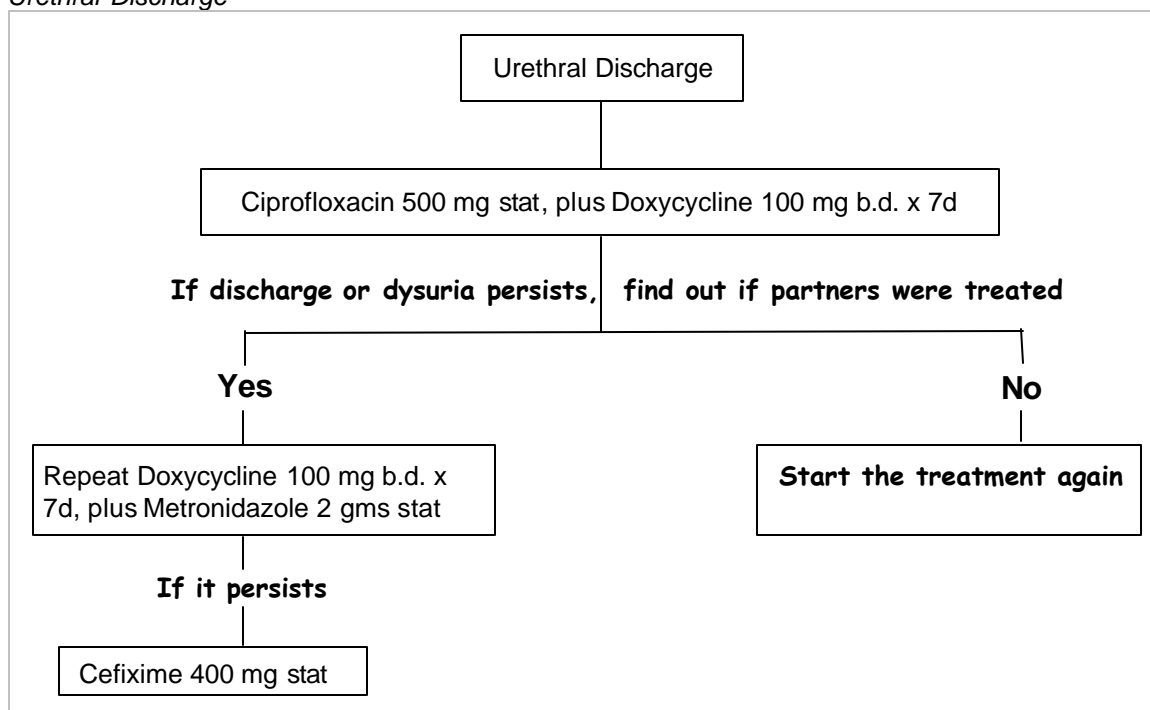 Urethral Discharge
Urethral Discharge
Ciprofloxacin 500 mg stat, plus Doxycycline 100 mg b.d. x 7d
If discharge or dysuria persists, find out if partners were treated
Yes
No
Repeat Doxycycline 100 mg b.d. x
7d, plus Metronidazole 2 gms stat
Start the treatment again
If it persists
Cefixime 400 mg stat